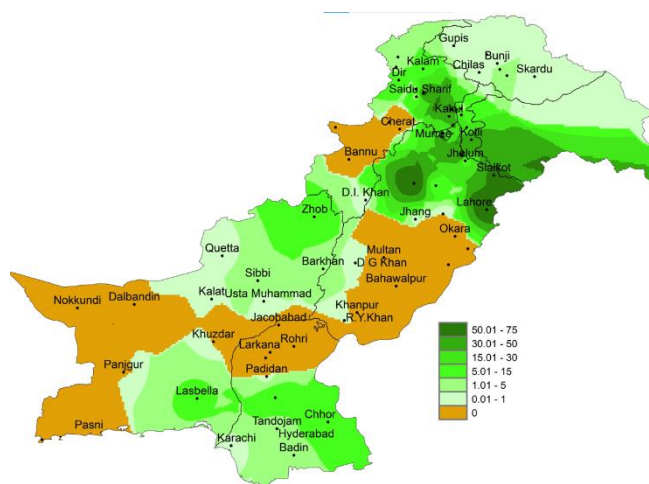 Gupis
Bunji
Kalam
Chilas
Skardu
Dir
Saidu Sharif
Kakul
Cherat
Murree
Kotli
Bannu
Jhelum
Sialkot
D.I. Khan
Zhob
Jhang
Lahore
Okara
Quetta
Multan
Barkhan
D G Khan
Sibbi
Bahawalpur
Dalbandin
Kalat
Usta Muhammad
Nokkundi
Khanpur
R.Y.Khan
Jacobabad
Khuzdar
Rohri
Larkana
Panjgur
Padidan
Lasbella
Chhor
Pasni
Tandojam
Hyderabad
Karachi
Badin
50.01 - 75
30.01 - 50
15.01 - 30
5.01 - 15
1.01 - 5
0.01 - 1
0